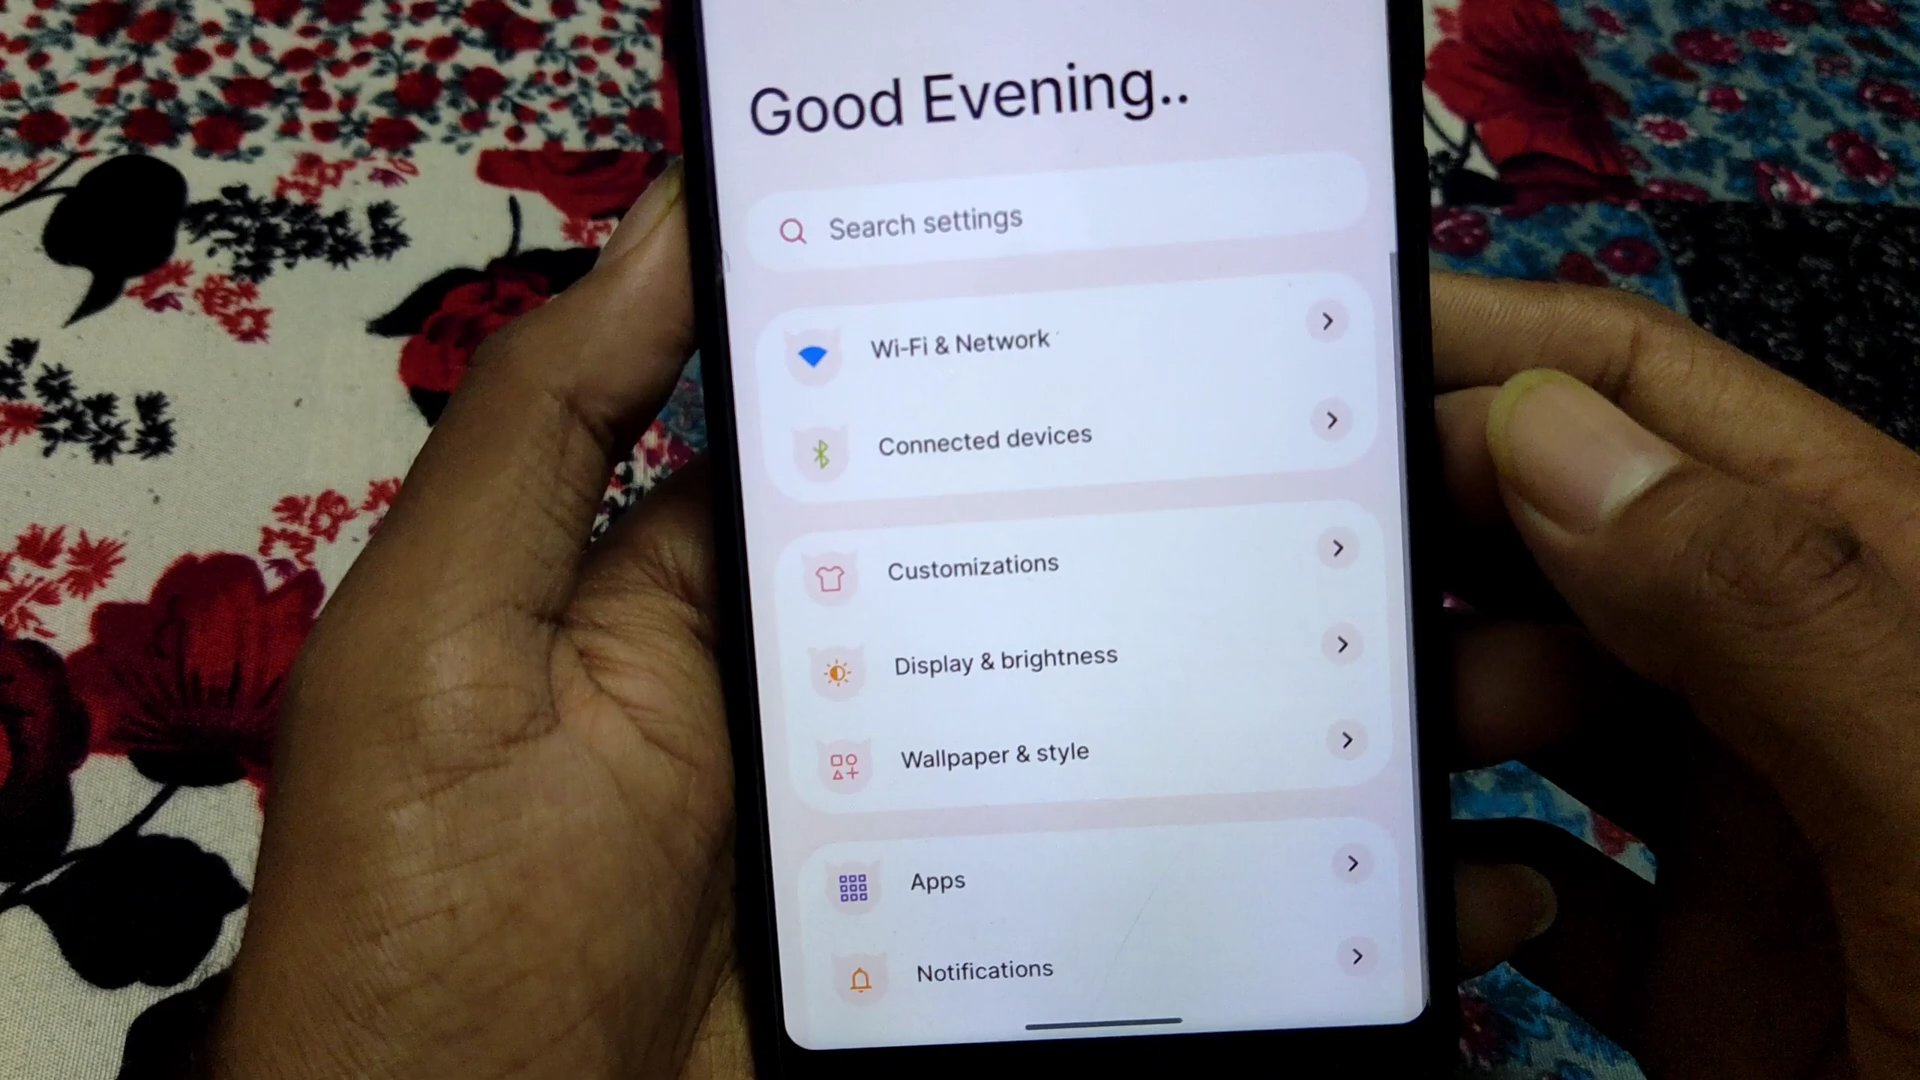 Good Evening..
Search settings
Wi-Fi & Network
Connected devices
Customizations
Display & brightness
Wallpaper & style
Apps
Notifications